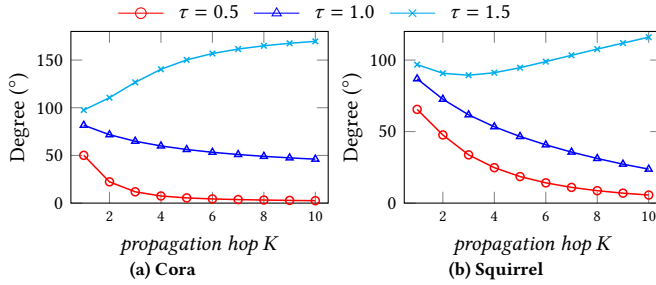 τ = 0.5 τ = 1.0 τ = 1.5
Degree (°)
150
100
50
0
2 4 6 8 10
propagation hop K
(a) Cora
Degree (°)
100
50
0
2 4 6 8 10
propagation hop K
(b) Squirrel